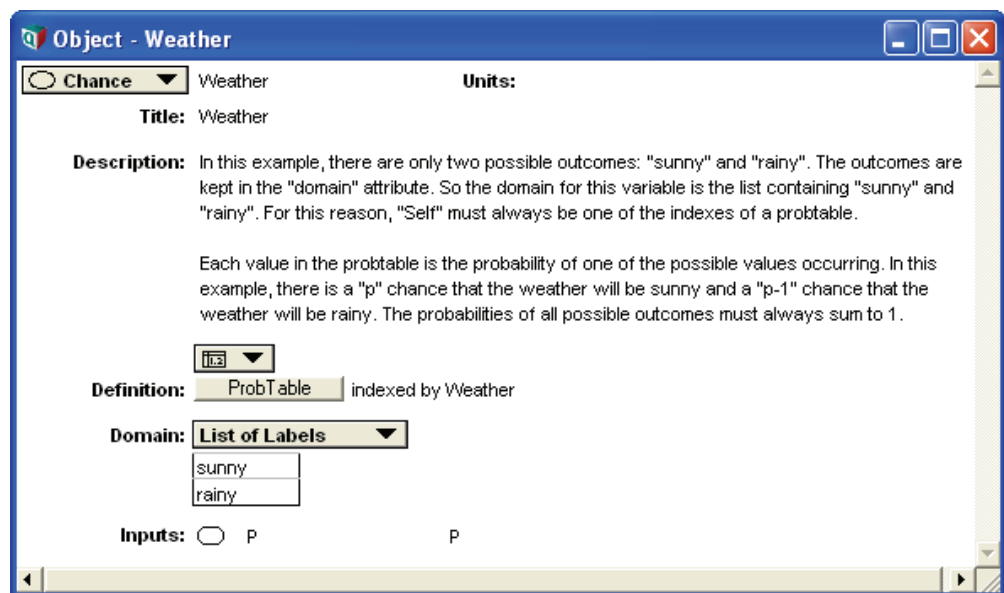 Object - Weather
Chance Weather Units:
Title: Weather
Description: In this example, there are only two possible outcomes: "sunny" and "rainy". The outcomes are
kept in the "domain" attribute. So the domain for this variable is the list containing "sunny" and
"rainy". For this reason, "Self" must always be one of the indexes of a probtable.
Each value in the probtable is the probability of one of the possible values occurring. In this
example, there is a "p" chance that the weather will be sunny and a "p-1" chance that the
weather will be rainy. The probabilities of all possible outcomes must always sum to 1.
1.2
Definition: ProbTable indexed by Weather
Domain: List of Labels
sunny
rainy
Inputs: P P